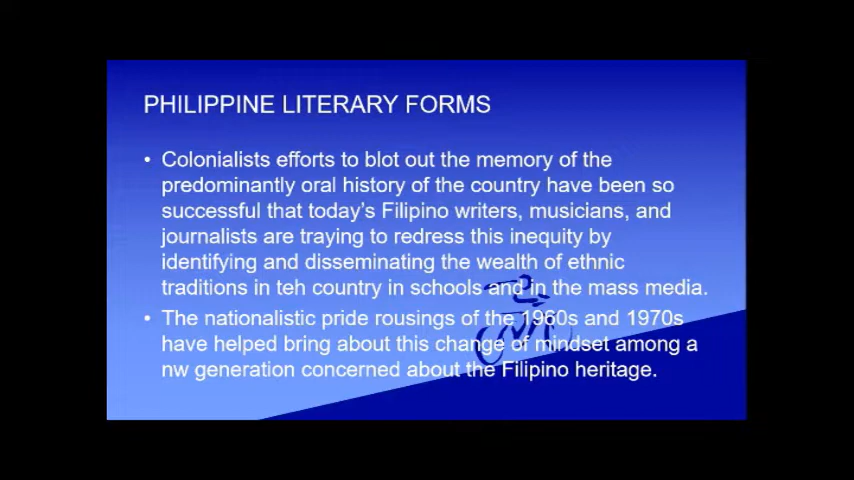 PHILIPPINE LITERARY FORMS
• Colonialists efforts to blot out the memory of the
predominantly oral history of the country have been so
successful that today's Filipino writers, musicians, and
journalists are traying to redress this inequity by
identifying and disseminating the wealth of ethnic
traditions in teh country in schools and in the mass media.
• The nationalistic pride rousings of the 1960s and 1970s
have helped bring about this change of mindset among a
nw generation concerned about the Filipino heritage.